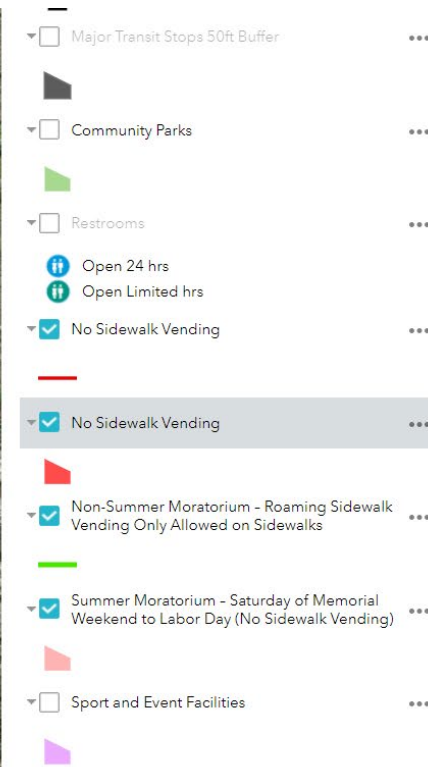 Major Transit Stops 50ft Buffer
Community Parks
Restrooms
Open 24 hrs
Open Limited hrs
No Sidewalk Vending
No Sidewalk Vending
Non-Summer Moratorium - Roaming Sidewalk
Vending Only Allowed on Sidewalks
Summer Moratorium - Saturday of Memorial
Weekend to Labor Day (No Sidewalk Vending)
Sport and Event Facilities